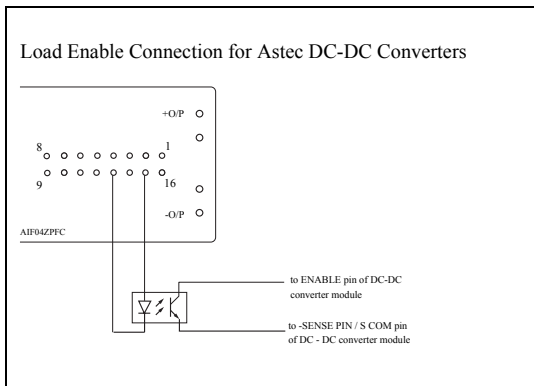 Load Enable Connection for Astec DC-DC Converters
+O/P
8 1
9 16
-O/P
AIF04ZPFC
to ENABLE pin of DC-DC
converter module
to -SENSE PIN / S COM pin
of DC - DC converter module